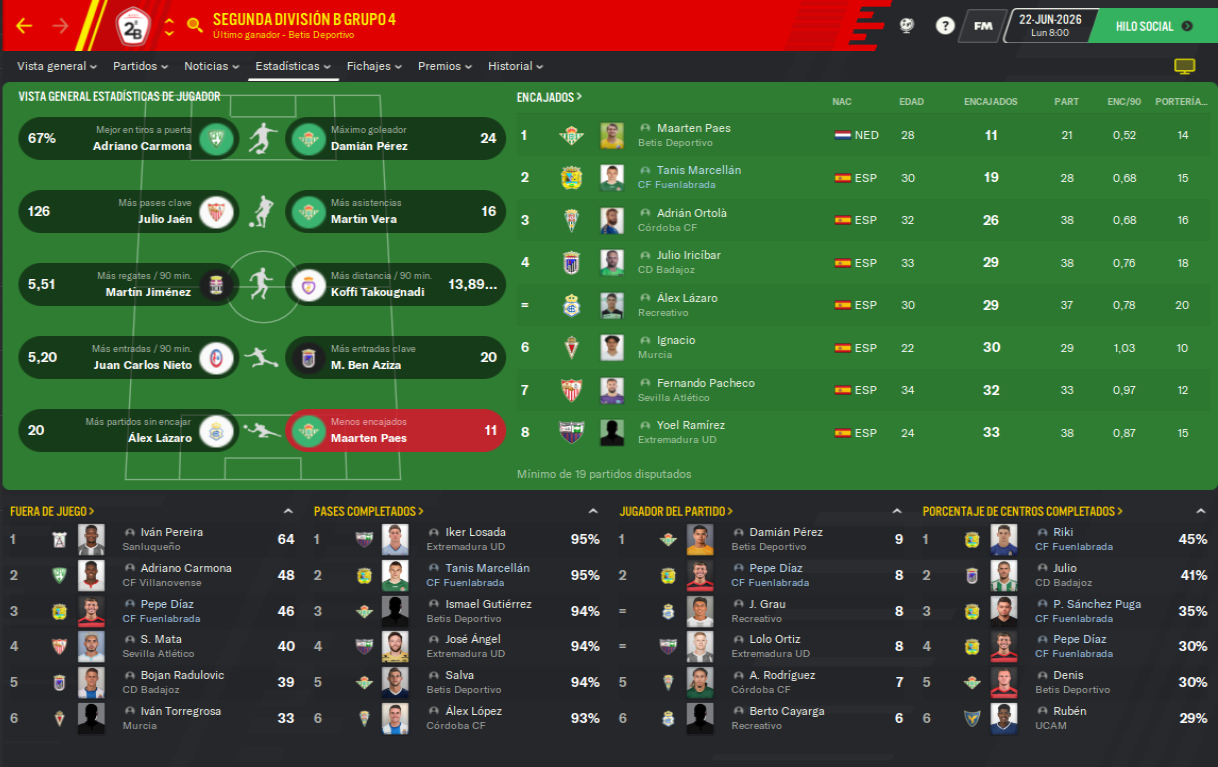 SEGUNDA DIVISIÓN B GRUPO 4
Último ganador - Betis Deportivo
2ªB
?
FM
22-JUN-2026
Lun 8:00
HILO SOCIAL
Vista general
Partidos
Noticias
Estadísticas
Fichajes
Premios
Historial
VISTA GENERAL ESTADÍSTICAS DE JUGADOR
67%
Mejor en tiros a puerta
Adriano Carmona
Máximo goleador
Damián Pérez
24
126
Más pases clave
Julio Jaén
Más asistencias
Martín Vera
16
5,51
Más regates / 90 min.
Martín Jiménez
Más distancia / 90 min.
Koffi Takougnadi
13,89...
5,20
Más entradas / 90 min.
Juan Carlos Nieto
Más entradas clave
M. Ben Aziza
20
20
Más partidos sin encajar
Álex Lázaro
Menos encajados
Maarten Paes
11
ENCAJADOS >
NAC EDAD ENCAJADOS PART ENC/90 PORTERÍA...
1 Maarten Paes NED 28 11 21 0,52 14
Betis Deportivo
2 Tanis Marcellán ESP 30 19 28 0,68 15
CF Fuenlabrada
3 Adrián Ortolà ESP 32 26 38 0,68 16
Córdoba CF
4 Julio Iricíbar ESP 33 29 38 0,76 18
CD Badajoz
= Álex Lázaro ESP 30 29 37 0,78 20
Recreativo
6 Ignacio ESP 22 30 29 1,03 10
Murcia
7 Fernando Pacheco ESP 34 32 33 0,97 12
Sevilla Atlético
8 Yoel Ramírez ESP 24 33 38 0,87 15
Extremadura UD
Mínimo de 19 partidos disputados
FUERA DE JUEGO >
1 Iván Pereira 64
Sanluqueño
2 Adriano Carmona 48
CF Villanovense
3 Pepe Díaz 46
CF Fuenlabrada
4 S. Mata 40
Sevilla Atlético
5 Bojan Radulovic 39
CD Badajoz
6 Iván Torregrosa 33
Murcia
PASES COMPLETADOS >
1 Iker Losada 95%
Extremadura UD
2 Tanis Marcellán 95%
CF Fuenlabrada
3 Ismael Gutiérrez 94%
Betis Deportivo
4 José Ángel 94%
Extremadura UD
5 Salva 94%
Betis Deportivo
6 Álex López 93%
Córdoba CF
JUGADOR DEL PARTIDO >
1 Damián Pérez 9
Betis Deportivo
2 Pepe Díaz 8
CF Fuenlabrada
= J. Grau 8
Recreativo
= Lolo Ortiz 8
Extremadura UD
5 A. Rodríguez 7
Córdoba CF
6 Berto Cayarga 6
Recreativo
PORCENTAJE DE CENTROS COMPLETADOS >
1 Riki 45%
CF Fuenlabrada
2 Julio 41%
CD Badajoz
3 P. Sánchez Puga 35%
CF Fuenlabrada
4 Pepe Díaz 30%
CF Fuenlabrada
5 Denis 30%
Betis Deportivo
6 Rubén 29%
UCAM